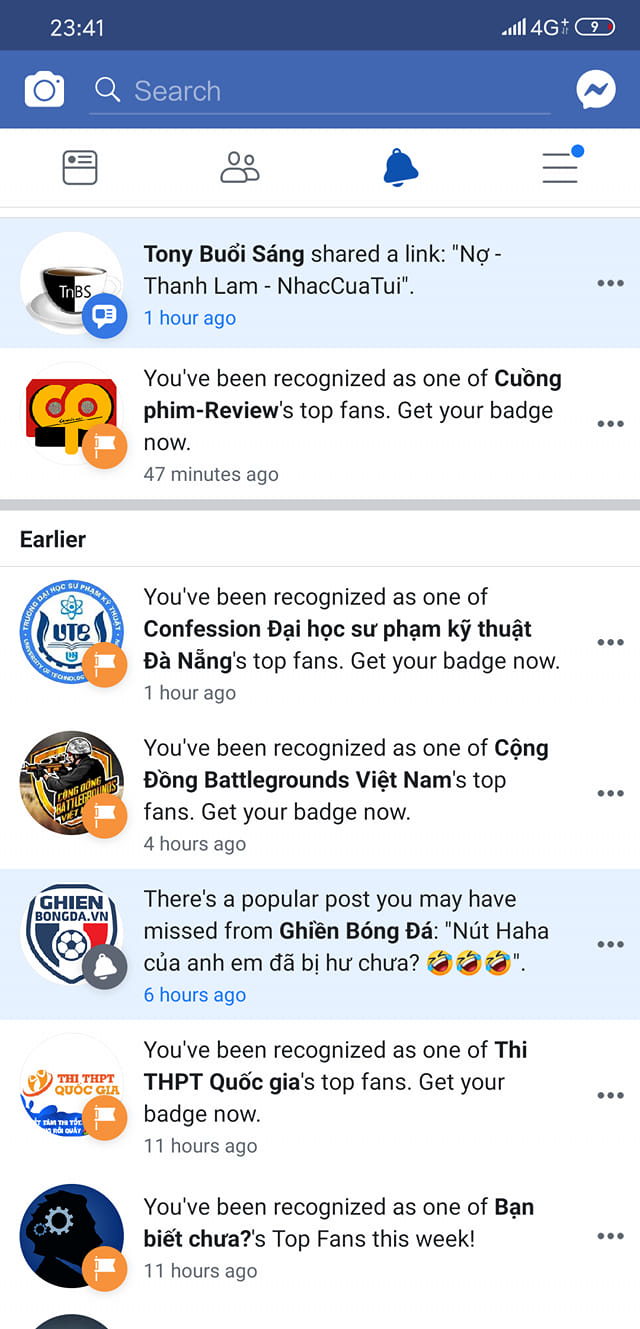 23:41
4G+
9
Search
TnBS
Tony Buổi Sáng shared a link: "Nợ -
Thanh Lam - NhacCuaTui".
1 hour ago
You've been recognized as one of Cuồng
phim-Review's top fans. Get your badge
now.
47 minutes ago
Earlier
TRƯỜNG ĐẠI HỌC SƯ PHẠM KỸ THUẬT
UTE
You've been recognized as one of
Confession Đại học sư phạm kỹ thuật
Đà Nẵng's top fans. Get your badge now.
1 hour ago
CỘNG ĐỒNG
BATTLEGROUNDS
VIỆT
You've been recognized as one of Cộng
Đồng Battlegrounds Việt Nam's top
fans. Get your badge now.
4 hours ago
GHIEN
BONGDA.VN
There's a popular post you may have
missed from Ghiền Bóng Đá: "Nút Haha
của anh em đã bị hư chưa? 🤣🤣🤣".
6 hours ago
THI THPT
QUỐC GIA
You've been recognized as one of Thi
THPT Quốc gia's top fans. Get your
badge now.
11 hours ago
You've been recognized as one of Bạn
biết chưa?'s Top Fans this week!
11 hours ago